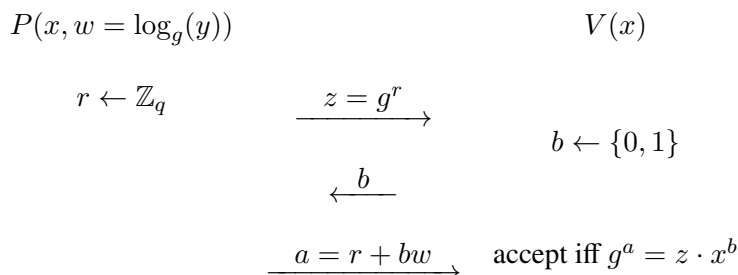 P(x, w = log_g(y)) V(x)
r ← ℤ_q z = g^r
b ← {0, 1}
b
a = r + bw accept iff g^a = z · x^b